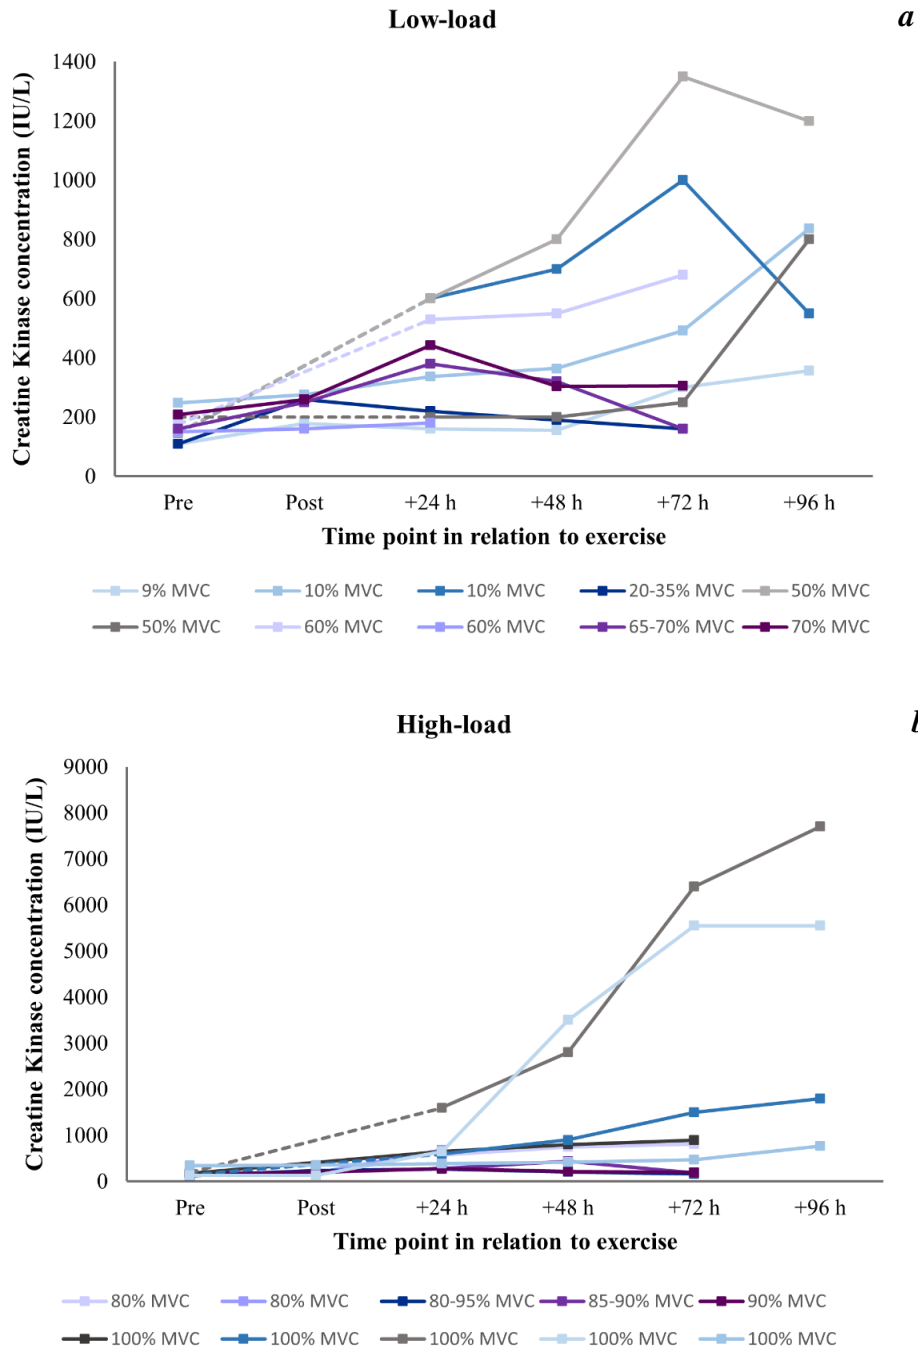 Low-load
a
Creatine Kinase concentration (IU/L)
1400
1200
1000
800
600
400
200
0
Pre Post +24 h +48 h +72 h +96 h
Time point in relation to exercise
9% MVC 10% MVC 10% MVC 20-35% MVC 50% MVC
50% MVC 60% MVC 60% MVC 65-70% MVC 70% MVC
High-load
b
Creatine Kinase concentration (IU/L)
9000
8000
7000
6000
5000
4000
3000
2000
1000
0
Pre Post +24 h +48 h +72 h +96 h
Time point in relation to exercise
80% MVC 80% MVC 80-95% MVC 85-90% MVC 90% MVC
100% MVC 100% MVC 100% MVC 100% MVC 100% MVC